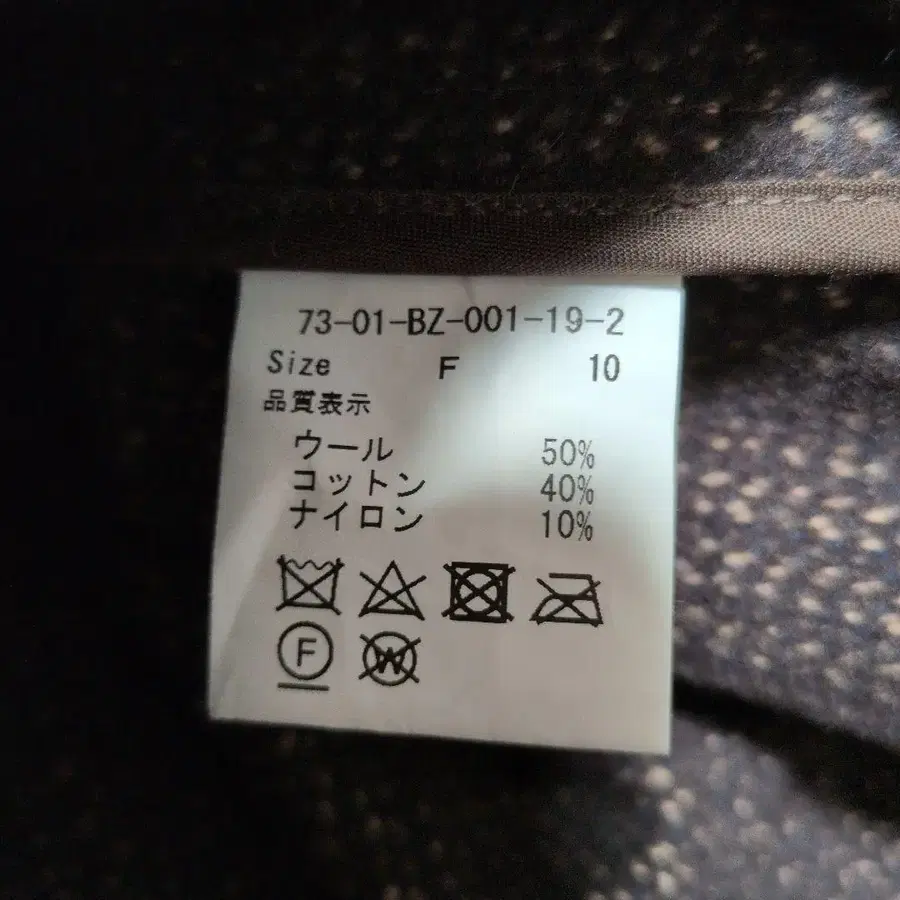 73-01-BZ-001-19-2
Size F 10
品質表示
ウール 50%
コットン 40%
ナイロン 10%
F
W